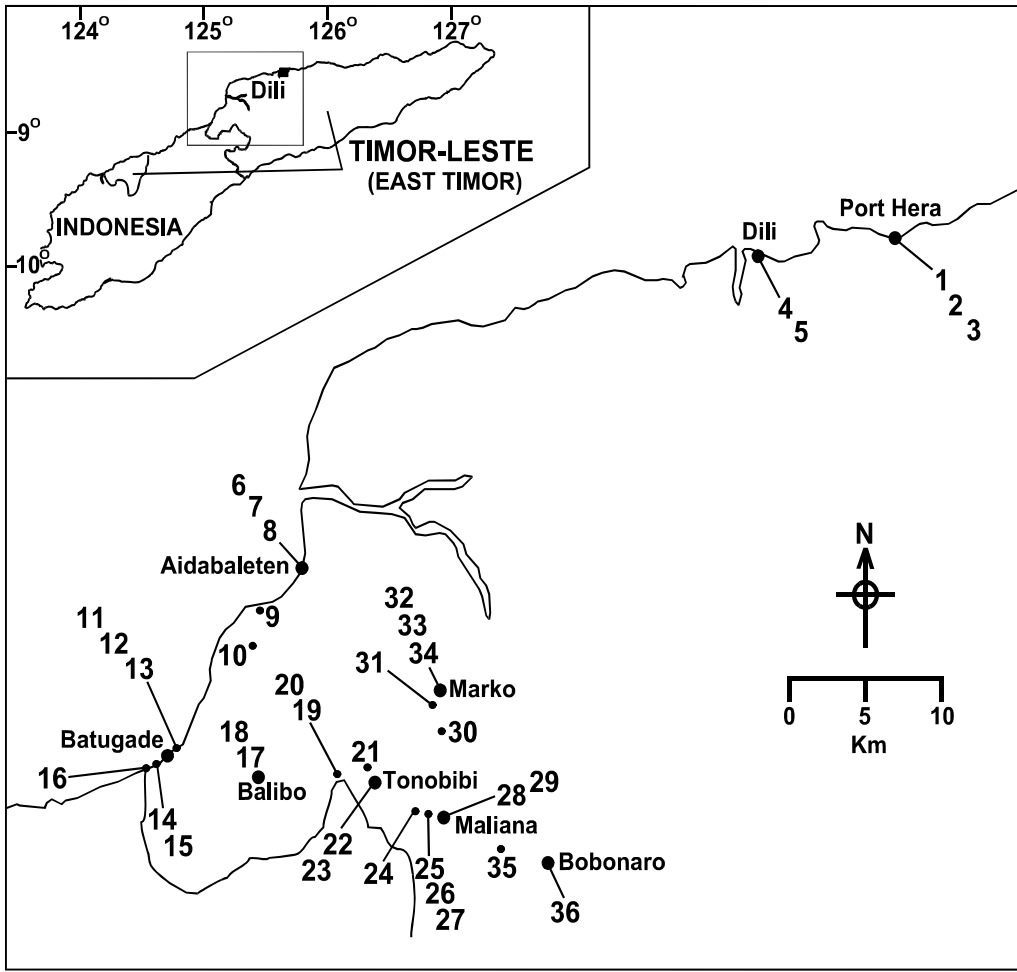 124°
125°
126°
127°
9°
10°
Dili
TIMOR-LESTE
(EAST TIMOR)
INDONESIA
Port Hera
Dili
1
2
3
4
5
6
7
8
Aidabaleten
9
10
11
12
13
32
33
34
31
Marko
30
N
0 5 10
Km
20
19
18
17
Batugade
16
Balibo
21
Tonobibi
14
15
22
23
24
25
26
27
28 29
Maliana
35
Bobonaro
36